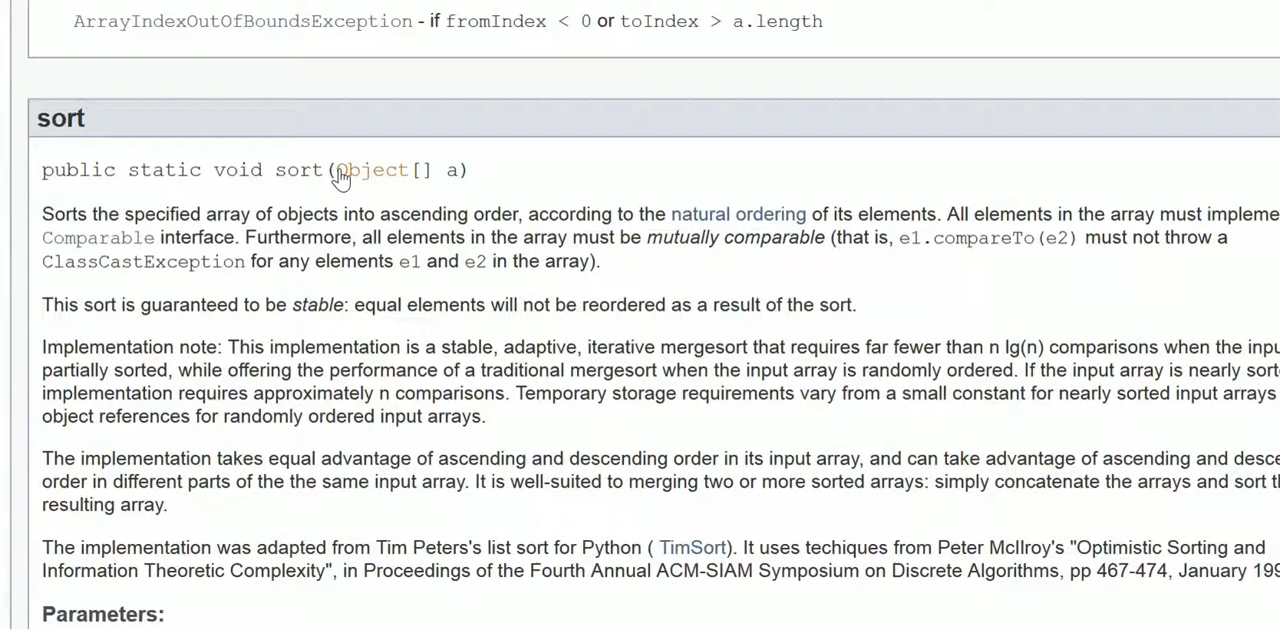 ArrayIndexOutOfBoundsException - if fromIndex < 0 or toIndex > a.length
sort
public static void sort(Object[] a)
Sorts the specified array of objects into ascending order, according to the natural ordering of its elements. All elements in the array must impleme
Comparable interface. Furthermore, all elements in the array must be mutually comparable (that is, e1.compareTo(e2) must not throw a
ClassCastException for any elements e1 and e2 in the array).
This sort is guaranteed to be stable: equal elements will not be reordered as a result of the sort.
Implementation note: This implementation is a stable, adaptive, iterative mergesort that requires far fewer than n lg(n) comparisons when the inpu
partially sorted, while offering the performance of a traditional mergesort when the input array is randomly ordered. If the input array is nearly sort
implementation requires approximately n comparisons. Temporary storage requirements vary from a small constant for nearly sorted input arrays
object references for randomly ordered input arrays.
The implementation takes equal advantage of ascending and descending order in its input array, and can take advantage of ascending and desce
order in different parts of the the same input array. It is well-suited to merging two or more sorted arrays: simply concatenate the arrays and sort th
resulting array.
The implementation was adapted from Tim Peters's list sort for Python ( TimSort). It uses techiques from Peter McIlroy's "Optimistic Sorting and
Information Theoretic Complexity", in Proceedings of the Fourth Annual ACM-SIAM Symposium on Discrete Algorithms, pp 467-474, January 199
Parameters: